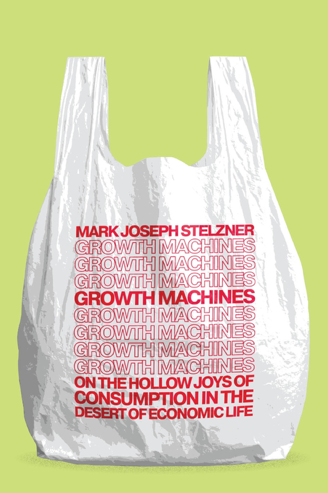 MARK JOSEPH STELZNER
GROWTH MACHINES
GROWTH MACHINES
GROWTH MACHINES
GROWTH MACHINES
GROWTH MACHINES
GROWTH MACHINES
GROWTH MACHINES
GROWTH MACHINES
ON THE HOLLOW JOYS OF
CONSUMPTION IN THE
DESERT OF ECONOMIC LIFE